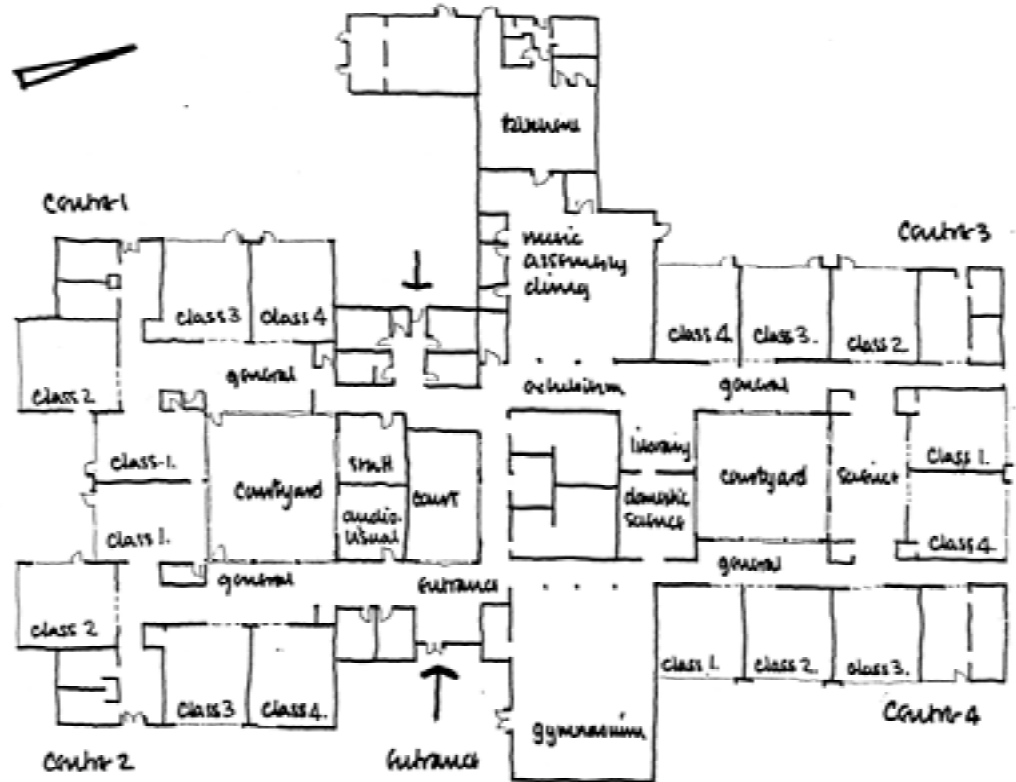 kitchens
Centre 1
music
assembly
dining
Centre 3
Class 3
Class 4
Class 4
Class 3.
Class 2
general
general
Class 2
exhibition
Class-1.
Staff
library
Class 1.
Courtyard
Court
Courtyard
Science
audio.
visual
domestic
Science
Class 1.
Class 4.
general
general
Entrance
Class 2
Class 1.
Class 2.
Class 3.
Class 3
Class 4.
gymnasium
Centre 4
Centre 2
Entrance